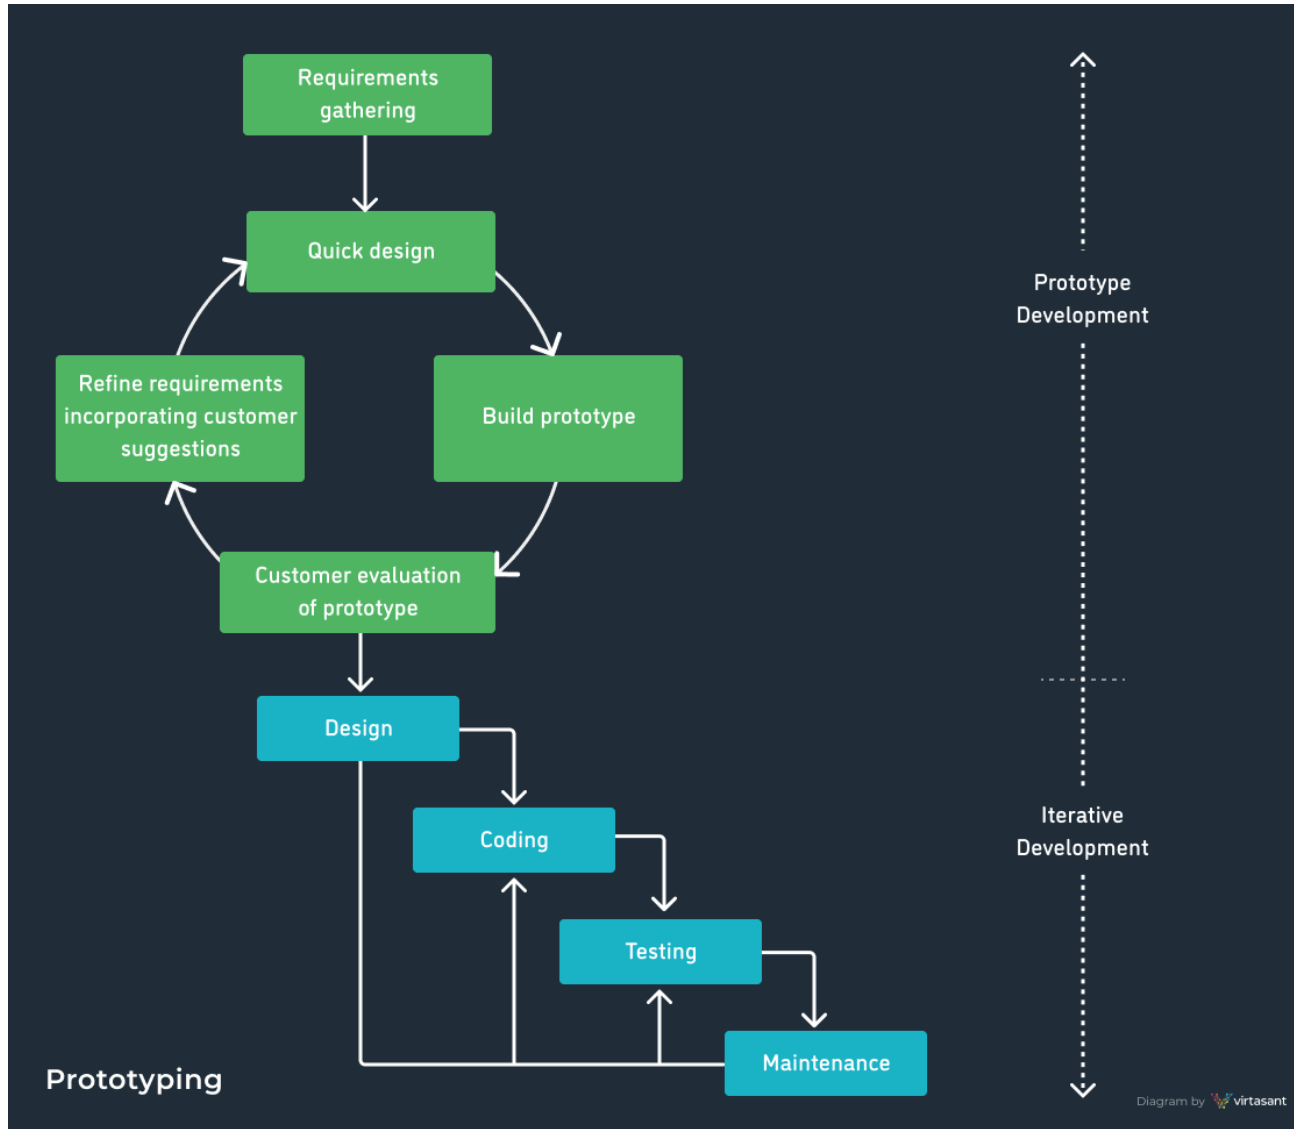 Requirements
gathering
Quick design
Prototype
Development
Refine requirements
incorporating customer
suggestions
Build prototype
Customer evaluation
of prototype
Design
Coding
Iterative
Development
Testing
Maintenance
Prototyping
Diagram by virtasant